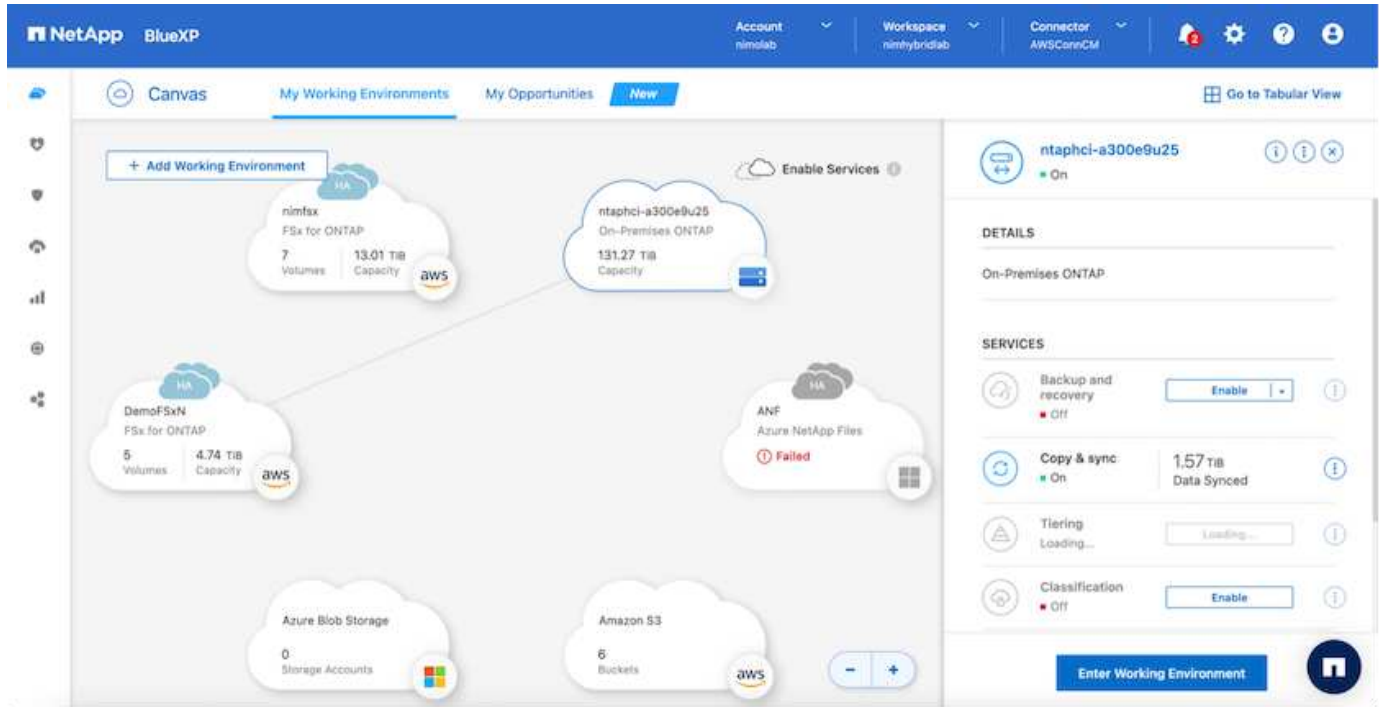 NetApp BlueXP
Account
nimolab
Workspace
nimhybridlab
Connector
AWSConnCM
2
Canvas
My Working Environments
My Opportunities
New
Go to Tabular View
+ Add Working Environment
Enable Services
HA
nimfsx
FSx for ONTAP
7
Volumes
13.01 TiB
Capacity
aws
ntaphci-a300e9u25
On-Premises ONTAP
131.27 TiB
Capacity
HA
DemoFSxN
FSx for ONTAP
5
Volumes
4.74 TiB
Capacity
aws
HA
ANF
Azure NetApp Files
Failed
Azure Blob Storage
0
Storage Accounts
Amazon S3
6
Buckets
aws
- +
ntaphci-a300e9u25
On
DETAILS
On-Premises ONTAP
SERVICES
Backup and
recovery
Off
Enable
Copy & sync
On
1.57 TiB
Data Synced
Tiering
Loading...
Loading...
Classification
Off
Enable
Enter Working Environment